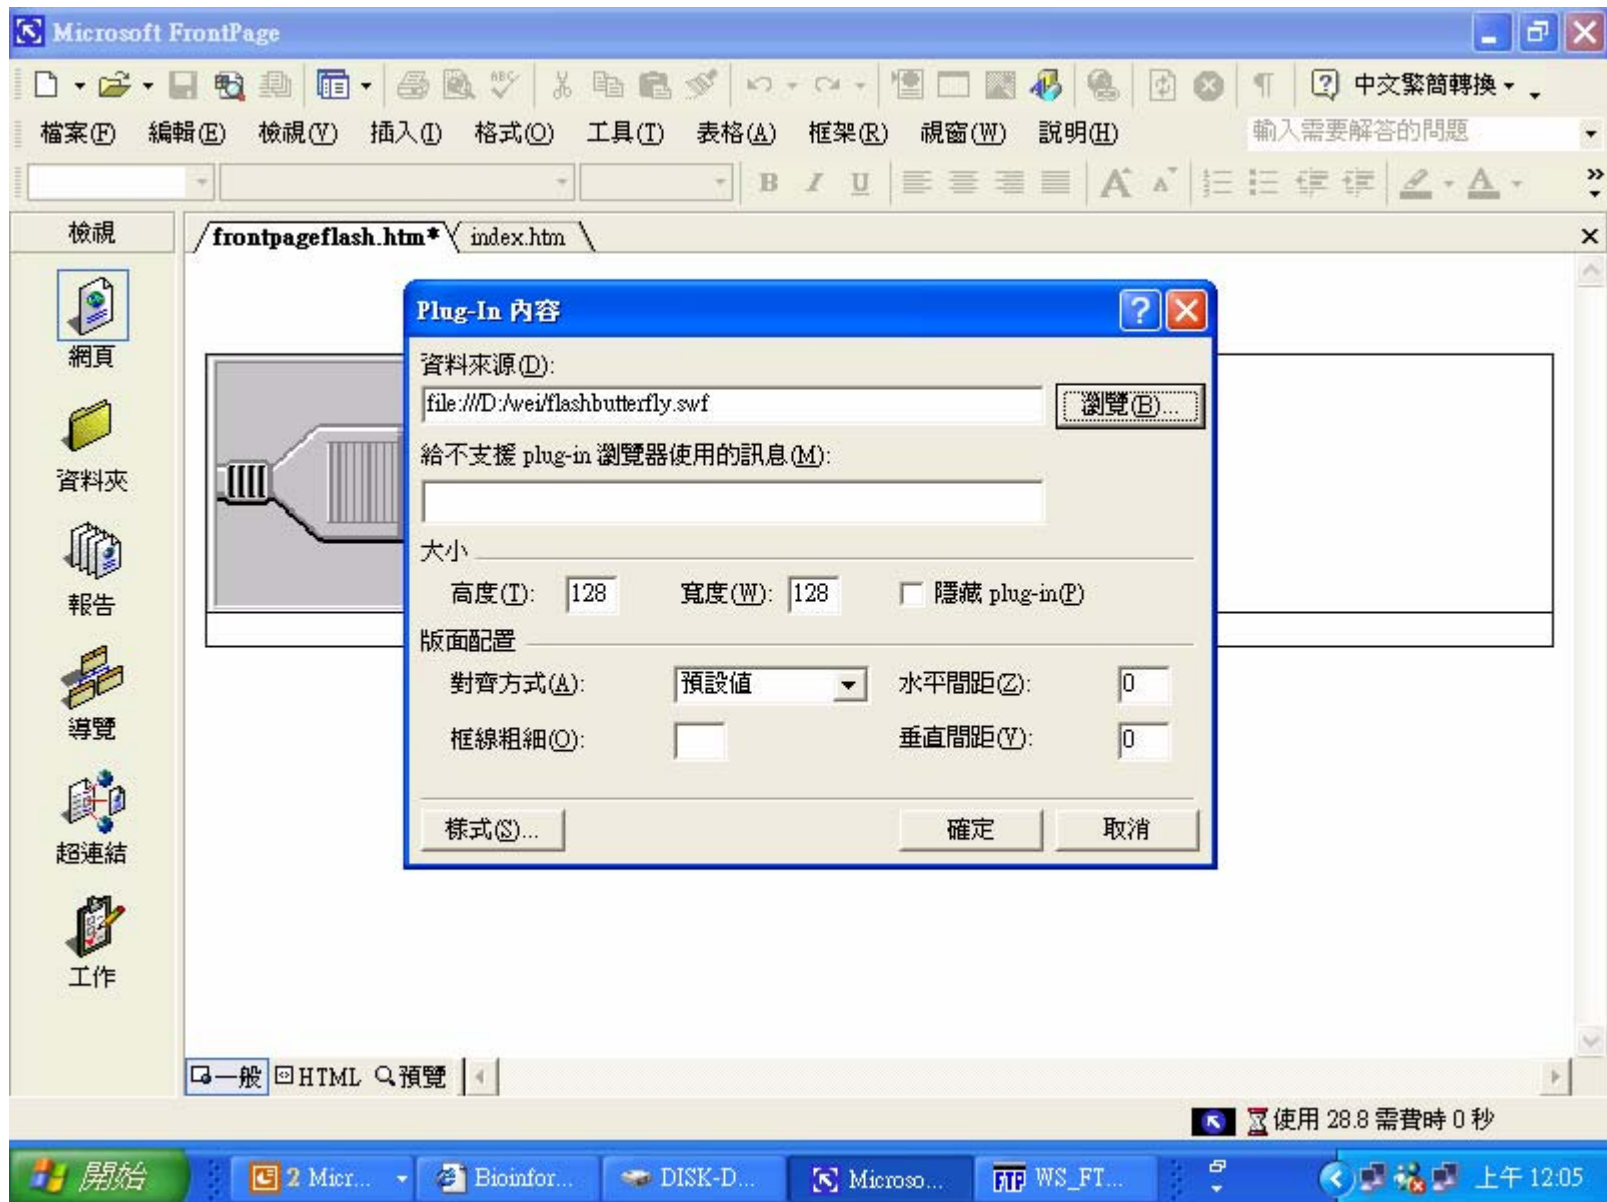 Microsoft FrontPage
ABC
中文繁簡轉換
檔案(F) 編輯(E) 檢視(V) 插入(I) 格式(O) 工具(T) 表格(A) 框架(R) 視窗(W) 說明(H) 輸入需要解答的問題
B I U A A A
檢視
frontpageflash.htm* index.htm
網頁
資料夾
報告
導覽
超連結
工作
Plug-In 內容
資料來源(D):
file:///D:/wei/flashbutterfly.swf 瀏覽(B)...
給不支援 plug-in 瀏覽器使用的訊息(M):
大小
高度(T): 128 寬度(W): 128 隱藏 plug-in(P)
版面配置
對齊方式(A): 預設值 水平間距(Z): 0
框線粗細(O): 垂直間距(V): 0
樣式(S)... 確定 取消
一般 HTML 預覽
使用 28.8 需費時 0 秒
開始 2 Micr... Bioinfor... DISK-D... Microso... FTP WS_FT... 上午 12:05